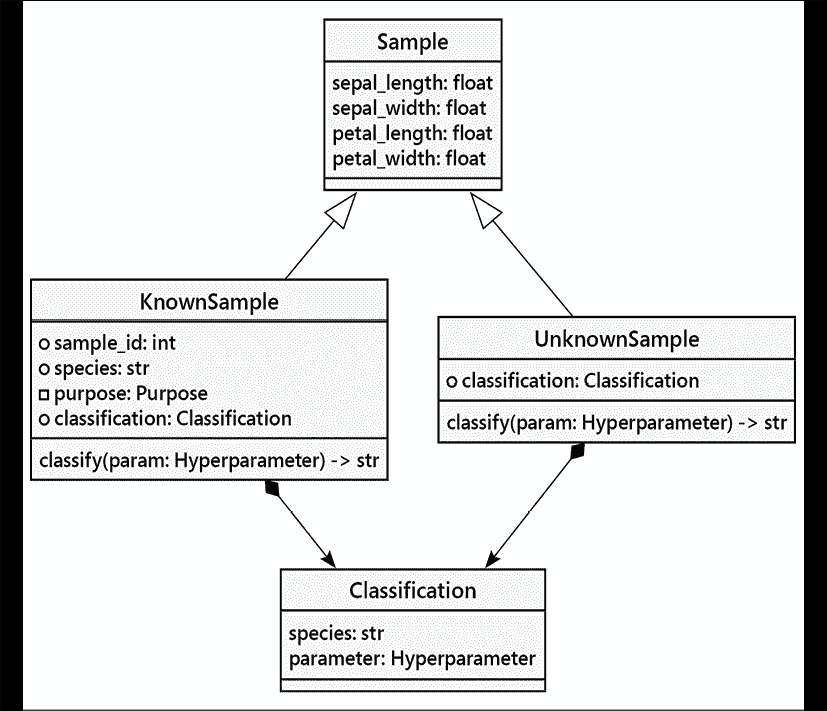 Sample
sepal_length: float
sepal_width: float
petal_length: float
petal_width: float
KnownSample
sample_id: int
species: str
purpose: Purpose
classification: Classification
classify(param: Hyperparameter) -> str
UnknownSample
classification: Classification
classify(param: Hyperparameter) -> str
Classification
species: str
parameter: Hyperparameter